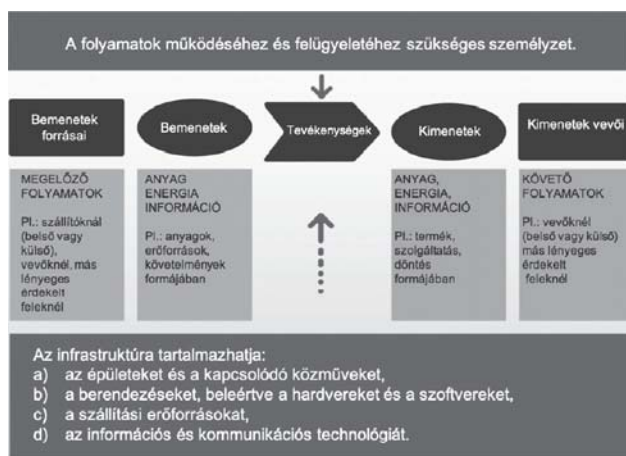 A folyamatok működéséhez és felügyeletéhez szükséges személyzet.
Bemenetek
forrásai
Bemenetek
Tevékenységek
Kimenetek
Kimenetek vevői
MEGELŐZŐ
FOLYAMATOK
Pl.: szállítóknál
(belső vagy
külső),
vevőknél, más
lényeges
érdekelt
feleknél
ANYAG
ENERGIA
INFORMÁCIÓ
Pl.: anyagok,
erőforrások,
követelmények
formájában
ANYAG,
ENERGIA,
INFORMÁCIÓ
Pl.: termék,
szolgáltatás,
döntés
formájában
KÖVETŐ
FOLYAMATOK
Pl.: vevőknél
(belső vagy külső)
más lényeges
érdekelt
feleknél
Az infrastruktúra tartalmazhatja:
a) az épületeket és a kapcsolódó közműveket,
b) a berendezéseket, beleértve a hardvereket és a szoftvereket,
c) a szállítási erőforrásokat,
d) az információs és kommunikációs technológiát.